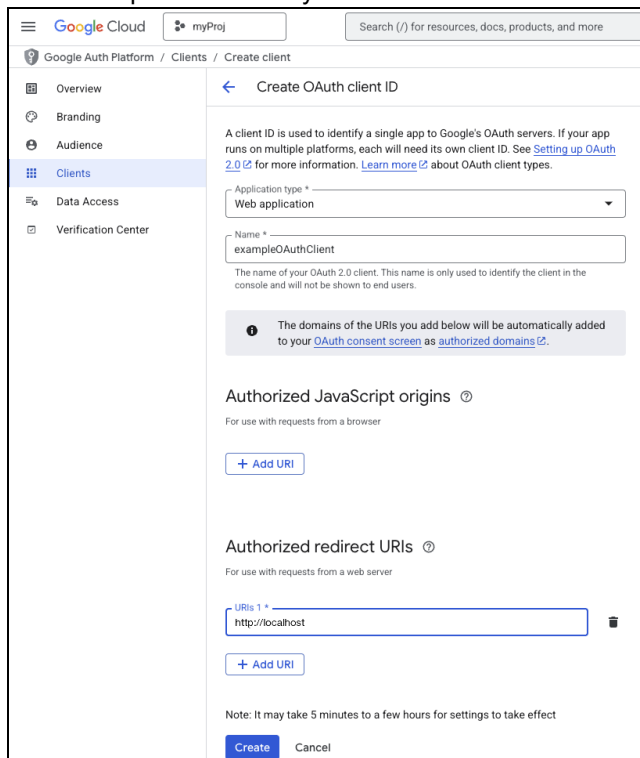 Google Cloud
myProj
Search (/) for resources, docs, products, and more
Google Auth Platform / Clients / Create client
Overview
Branding
Audience
Clients
Data Access
Verification Center
Create OAuth client ID
A client ID is used to identify a single app to Google's OAuth servers. If your app
runs on multiple platforms, each will need its own client ID. See Setting up OAuth
2.0 for more information. Learn more about OAuth client types.
Application type *
Web application
Name *
exampleOAuthClient
The name of your OAuth 2.0 client. This name is only used to identify the client in the
console and will not be shown to end users.
The domains of the URIs you add below will be automatically added
to your OAuth consent screen as authorized domains.
Authorized JavaScript origins
For use with requests from a browser
+ Add URI
Authorized redirect URIs
For use with requests from a web server
URIs 1 *
http://localhost
+ Add URI
Note: It may take 5 minutes to a few hours for settings to take effect
Create Cancel